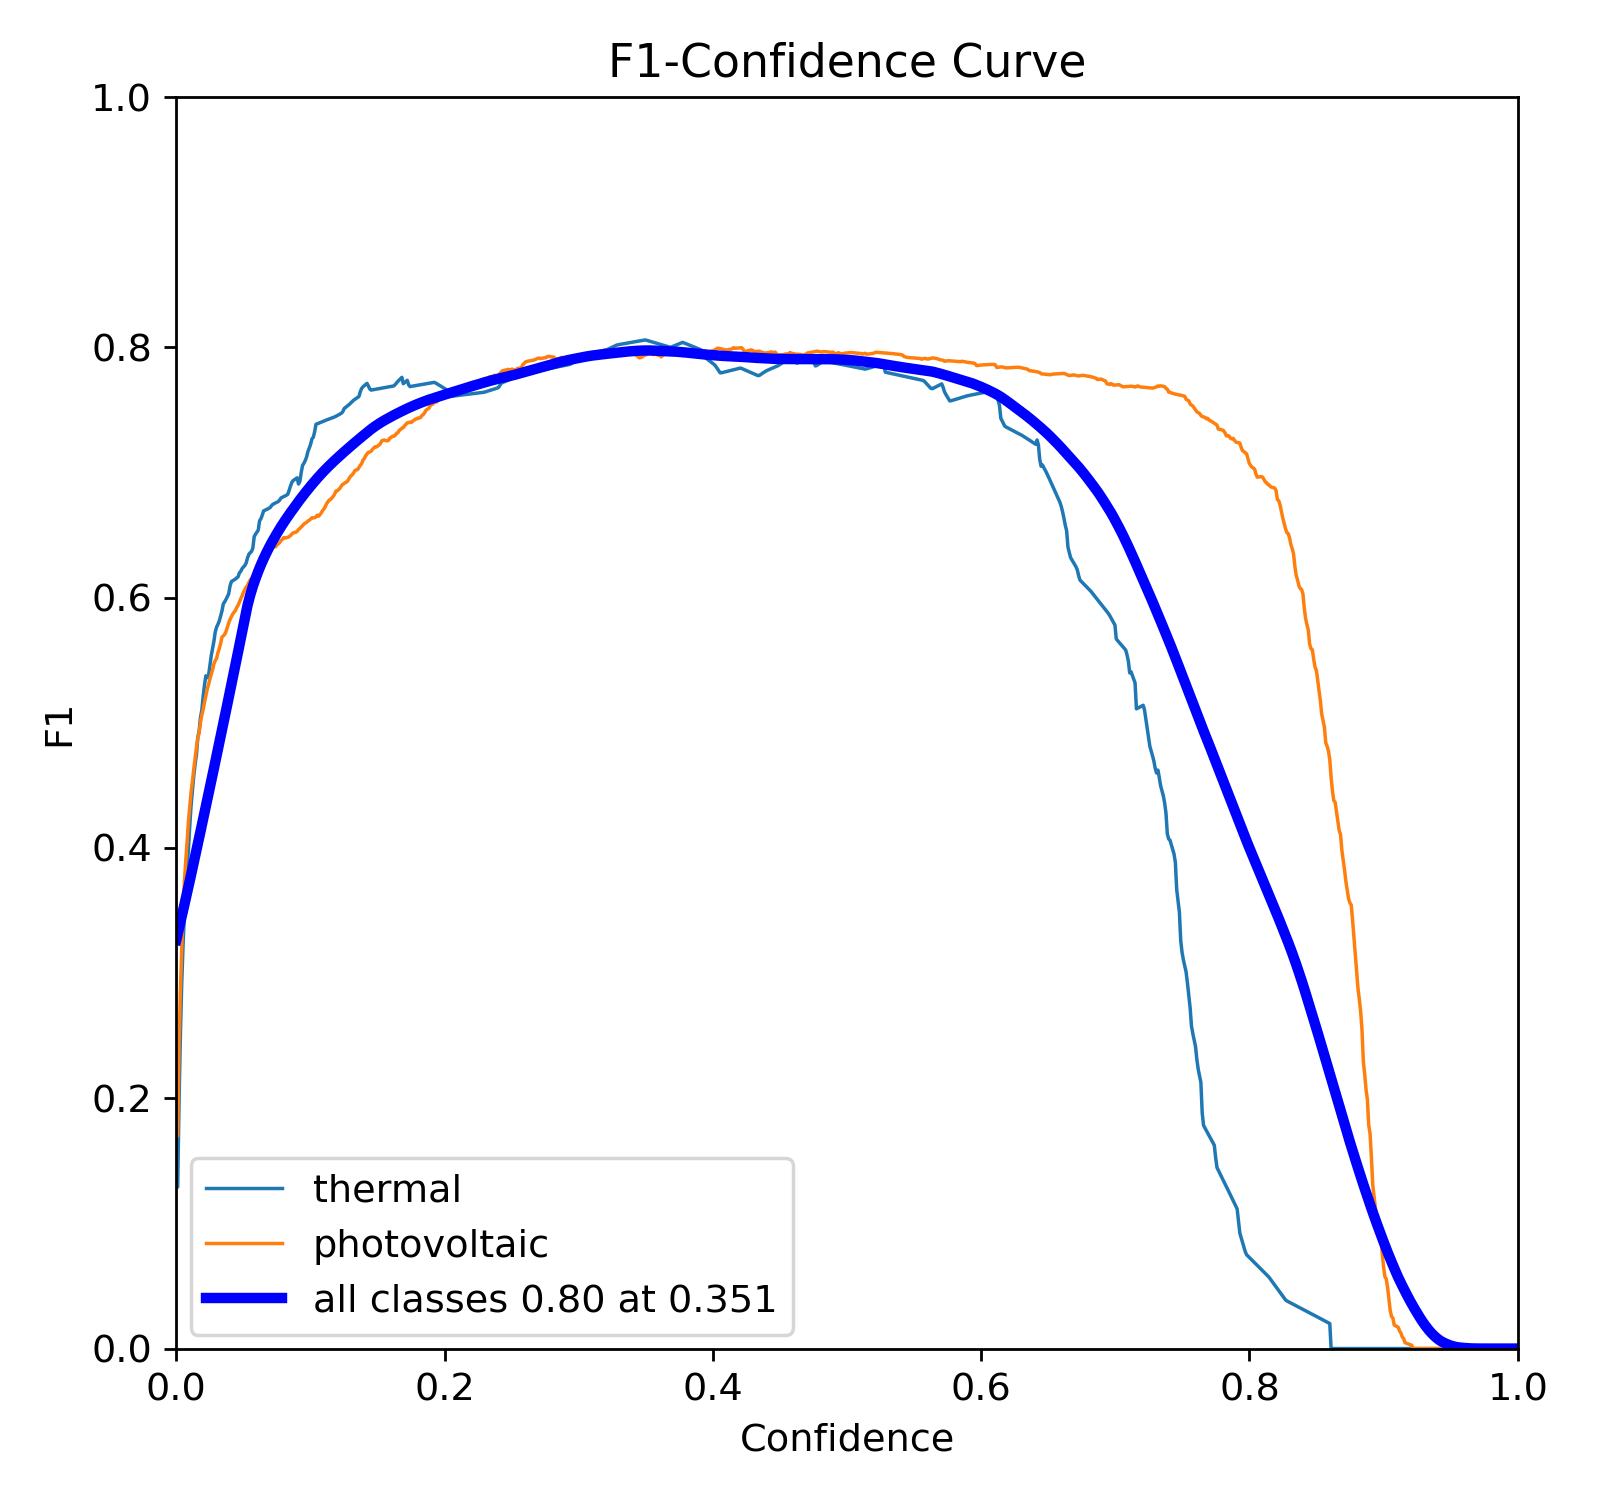 F1-Confidence Curve
1.0
0.8
0.6
0.4
0.2
0.0
F1
thermal
photovoltaic
all classes 0.80 at 0.351
0.0 0.2 0.4 0.6 0.8 1.0
Confidence